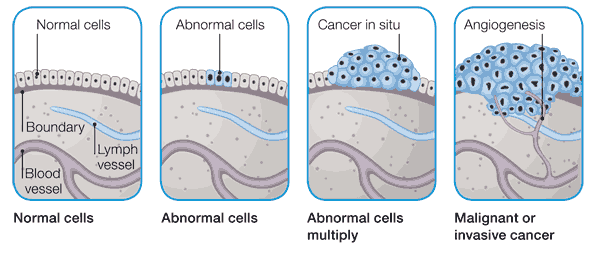 Normal cells
Boundary
Lymph
vessel
Blood
vessel
Normal cells
Abnormal cells
Abnormal cells
Cancer in situ
Abnormal cells
multiply
Angiogenesis
Malignant or
invasive cancer